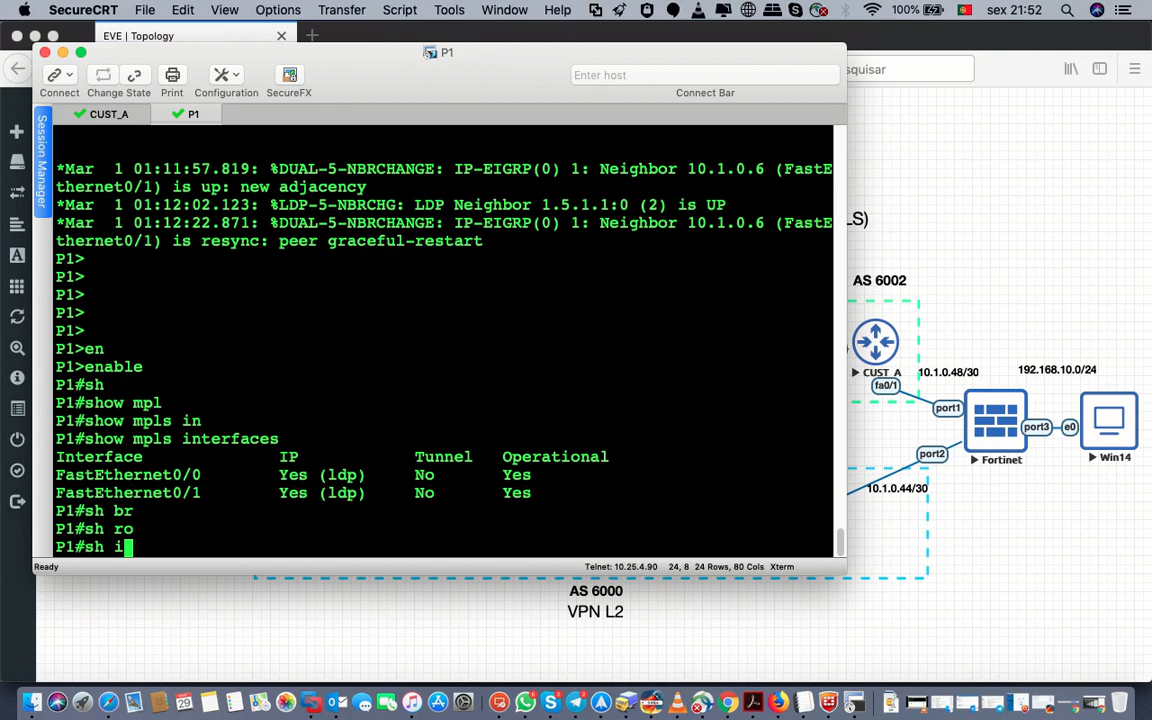 SecureCRT File Edit View Options Transfer Script Tools Window Help 100% sex 21:52
EVE | Topology
P1
Enter host
quisar
Connect Change State Print Configuration SecureFX Connect Bar
Session Manager
CUST_A P1
*Mar  1 01:11:57.819: %DUAL-5-NBRCHANGE: IP-EIGRP(0) 1: Neighbor 10.1.0.6 (FastE
thernet0/1) is up: new adjacency
*Mar  1 01:12:02.123: %LDP-5-NBRCHG: LDP Neighbor 1.5.1.1:0 (2) is UP
*Mar  1 01:12:22.871: %DUAL-5-NBRCHANGE: IP-EIGRP(0) 1: Neighbor 10.1.0.6 (FastE
thernet0/1) is resync: peer graceful-restart
P1>
P1>
P1>
P1>
P1>
P1>en
P1>enable
P1#sh
P1#show mpl
P1#show mpls in
P1#show mpls interfaces
Interface IP Tunnel Operational
FastEthernet0/0 Yes (ldp) No Yes
FastEthernet0/1 Yes (ldp) No Yes
P1#sh br
P1#sh ro
P1#sh i
Ready Telnet: 10.25.4.90 24, 8 24 Rows, 80 Cols Xterm
LS)
AS 6002
CUST_A
fa0/1
10.1.0.48/30
192.168.10.0/24
port1
port3
e0
port2
Fortinet
Win14
10.1.0.44/30
AS 6000
VPN L2